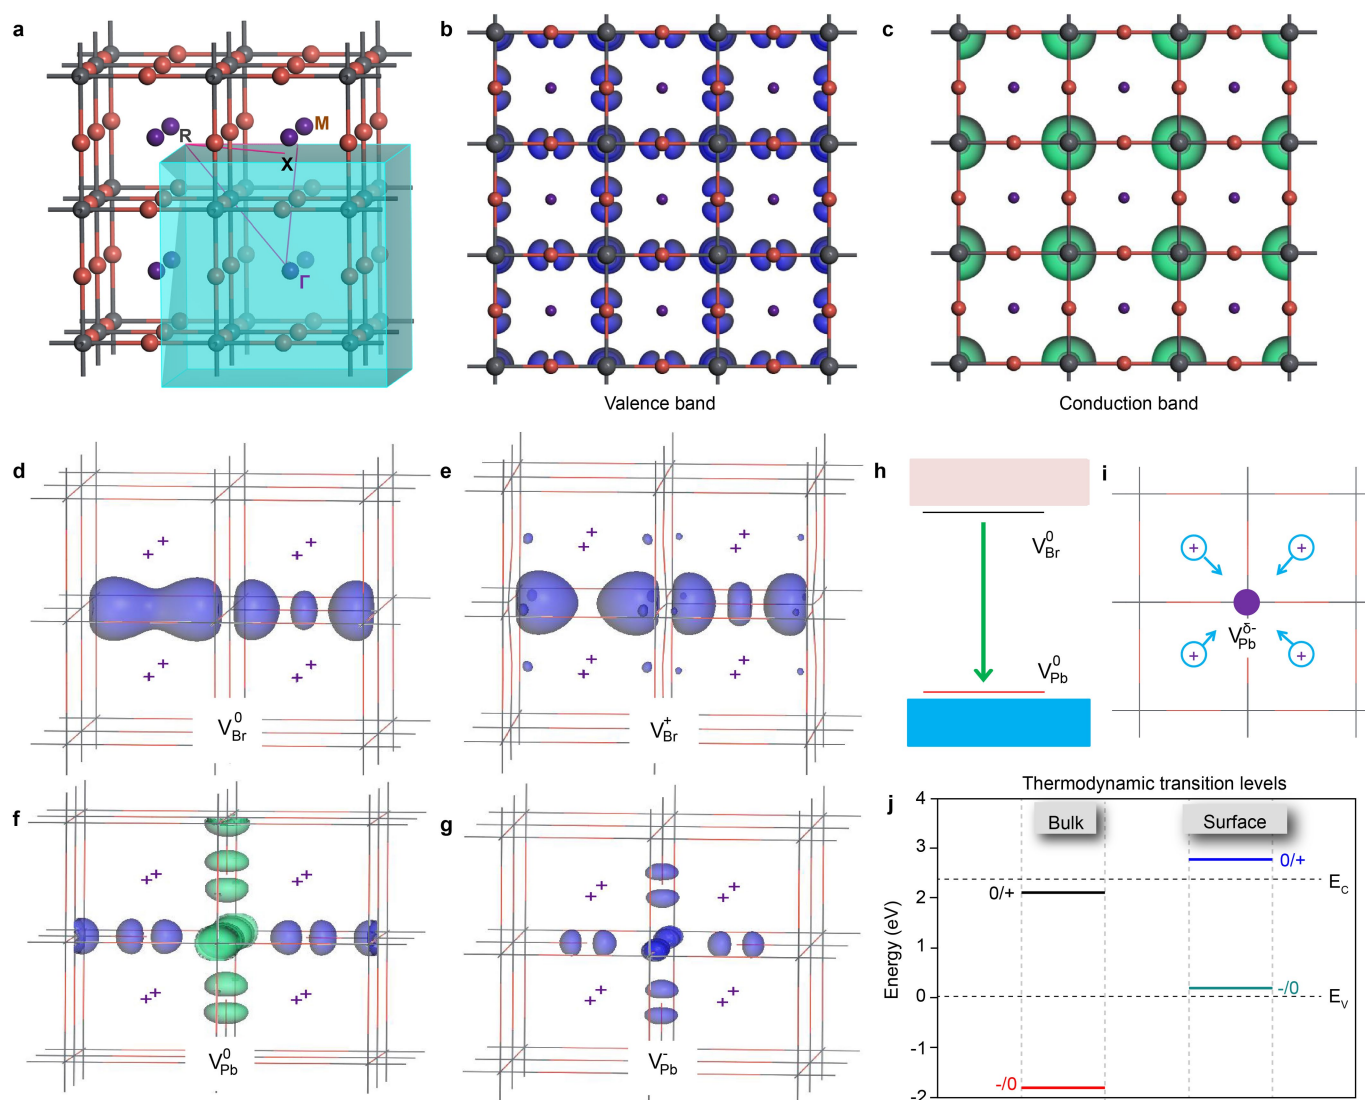 a
b
c
R
M
X
Γ
Valence band
Conduction band
d
e
h
i
V⁰Br
V⁺Br
V⁰Br
V⁰Pb
Vᵟ⁻Pb
+ +
+ +
+ +
+ +
+ +
+ +
+ +
+ +
+ +
+ +
f
g
j
V⁰Pb
V⁻Pb
+ +
+ +
+ +
+ +
+ +
+ +
+ +
+ +
Thermodynamic transition levels
Bulk
Surface
Energy (eV)
4
3
2
1
0
-1
-2
0/+
0/+
-/0
-/0
EC
EV